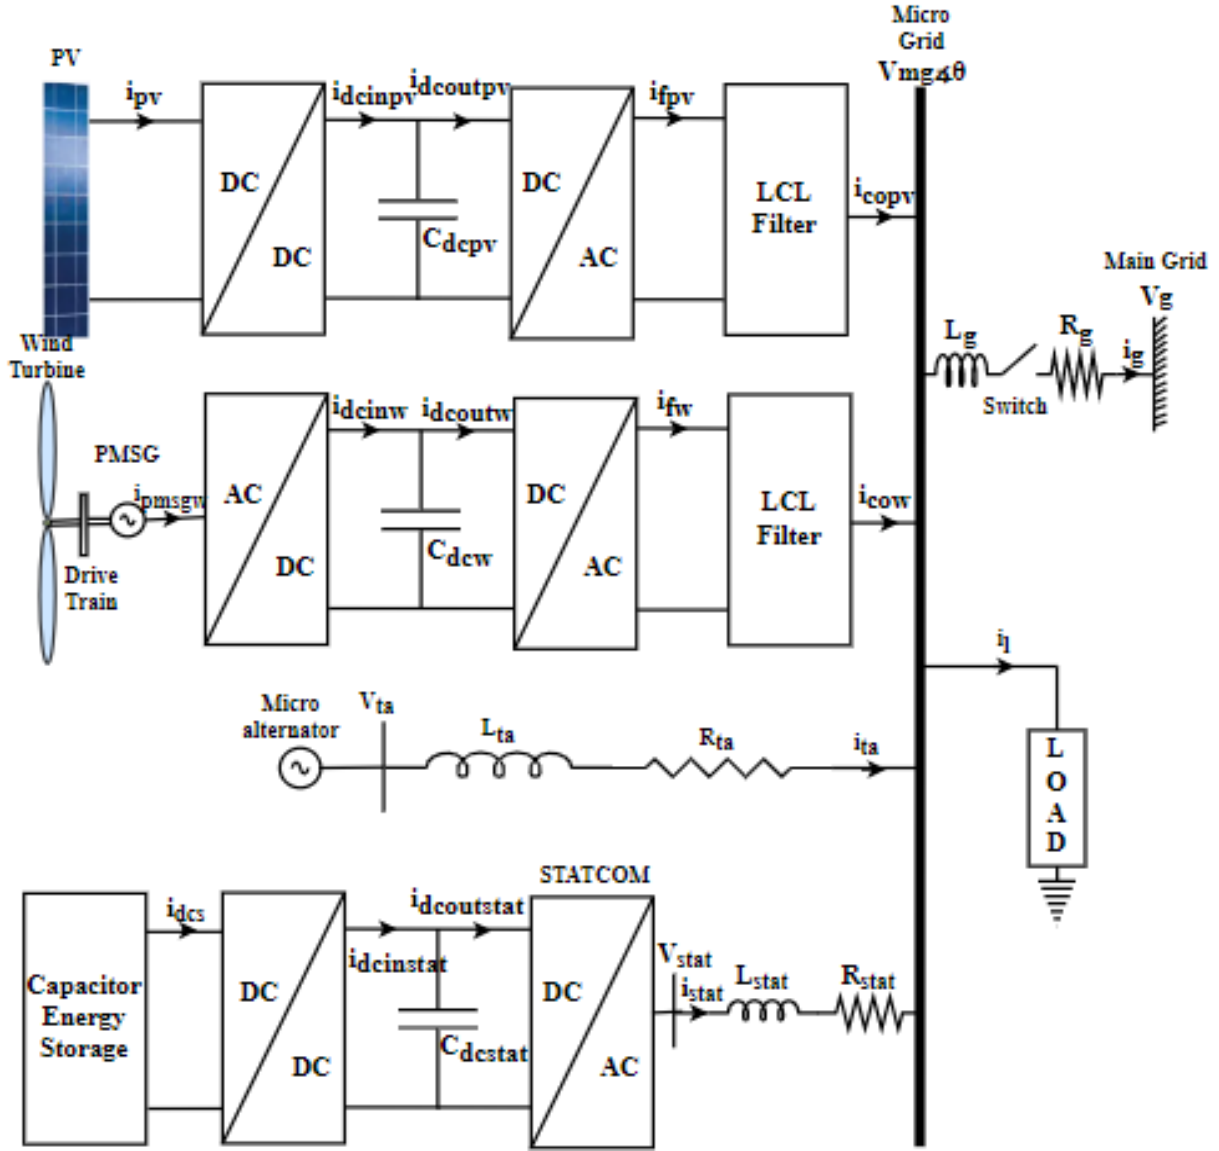 Micro
Grid
Vmg∡θ
PV
ipv
idcinpv
idcoutpv
ifpv
DC
DC
Cdcpv
DC
AC
LCL
Filter
icopv
Main Grid
Vg
Lg
Rg
ig
Switch
Wind
Turbine
PMSG
ipmsgw
Drive
Train
AC
DC
idcinw
idcoutw
Cdcw
DC
AC
ifw
LCL
Filter
icow
il
L
O
A
D
Micro
alternator
Vta
Lta
Rta
ita
STATCOM
Capacitor
Energy
Storage
idcs
DC
DC
idcoutstat
idcinstat
Cdcstat
DC
AC
Vstat
istat
Lstat
Rstat